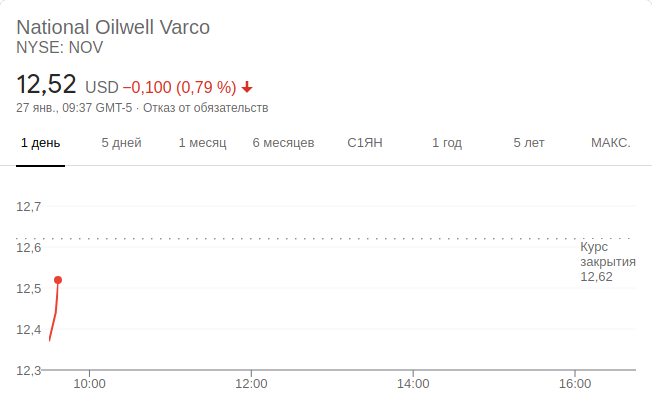 National Oilwell Varco
NYSE: NOV
12,52 USD −0,100 (0,79 %)
27 янв., 09:37 GMT-5 · Отказ от обязательств
1 день 5 дней 1 месяц 6 месяцев С1ЯН 1 год 5 лет МАКС.
12,7
12,6
Курс
закрытия
12,62
12,5
12,4
12,3
10:00 12:00 14:00 16:00